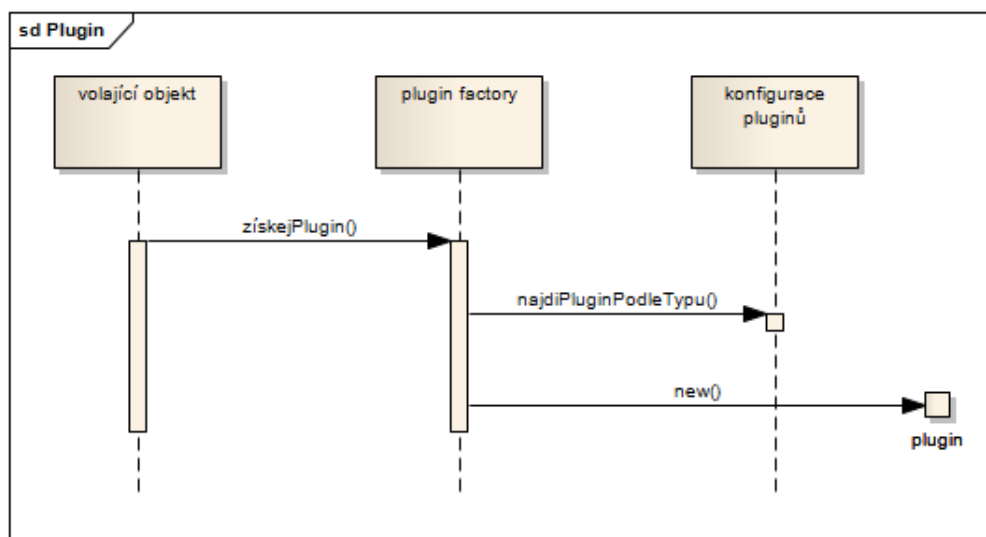 sd Plugin
volající objekt
plugin factory
konfigurace
pluginů
získejPlugin()
najdiPluginPodleTypu()
new()
plugin